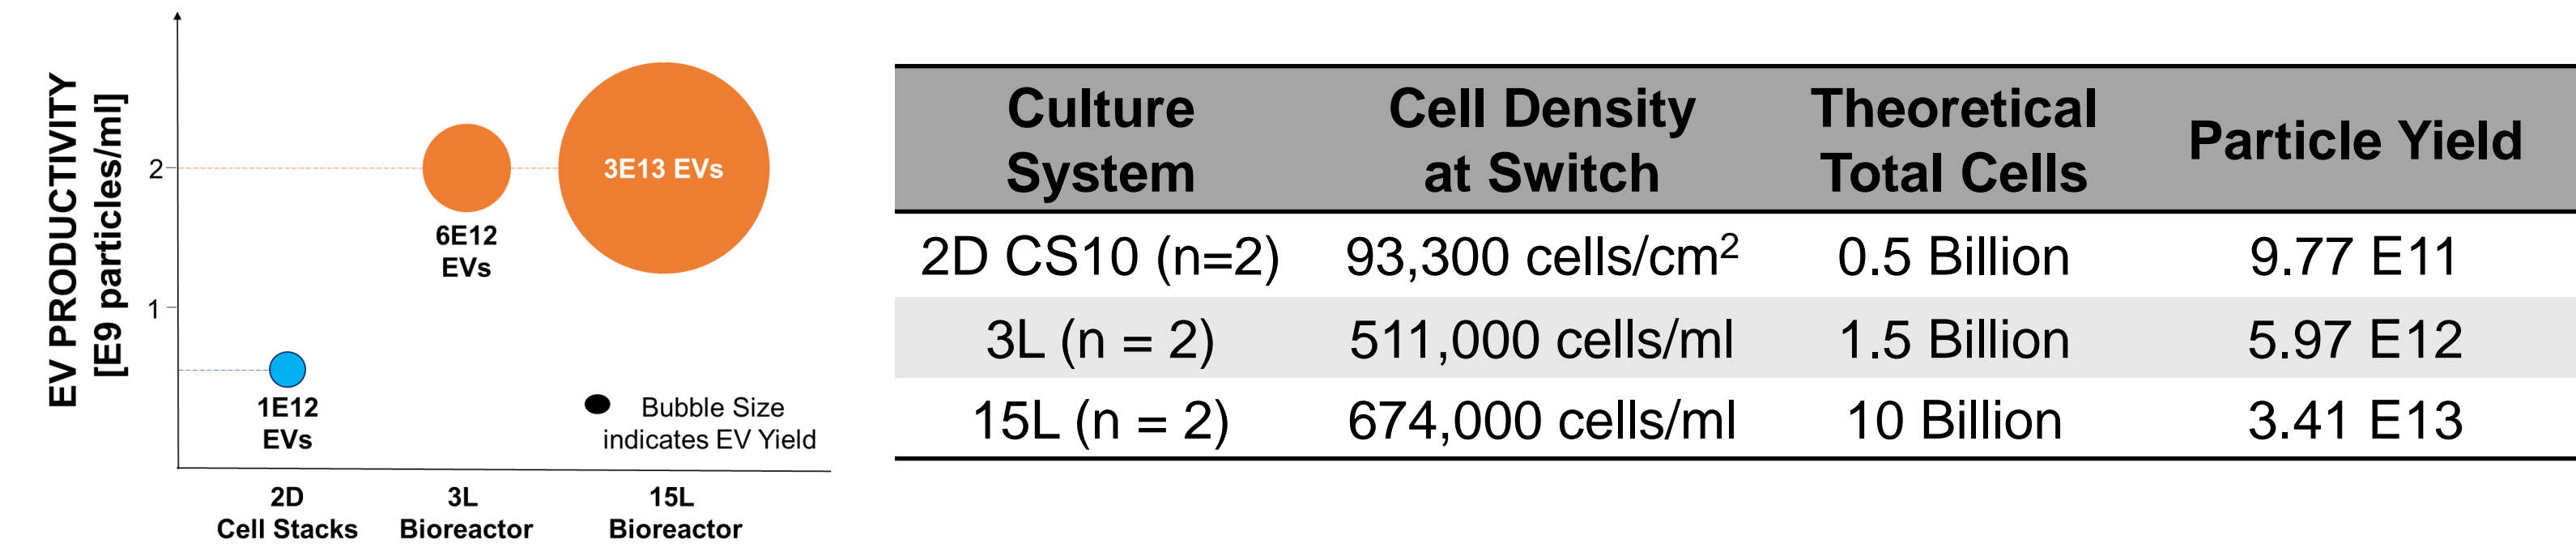 EV PRODUCTIVITY
[E9 particles/ml]
2
1
3E13 EVs
6E12
EVs
1E12
EVs
Bubble Size
indicates EV Yield
2D
Cell Stacks
3L
Bioreactor
15L
Bioreactor
Culture
System
Cell Density
at Switch
Theoretical
Total Cells
Particle Yield
2D CS10 (n=2) 93,300 cells/cm² 0.5 Billion 9.77 E11
3L (n = 2) 511,000 cells/ml 1.5 Billion 5.97 E12
15L (n = 2) 674,000 cells/ml 10 Billion 3.41 E13